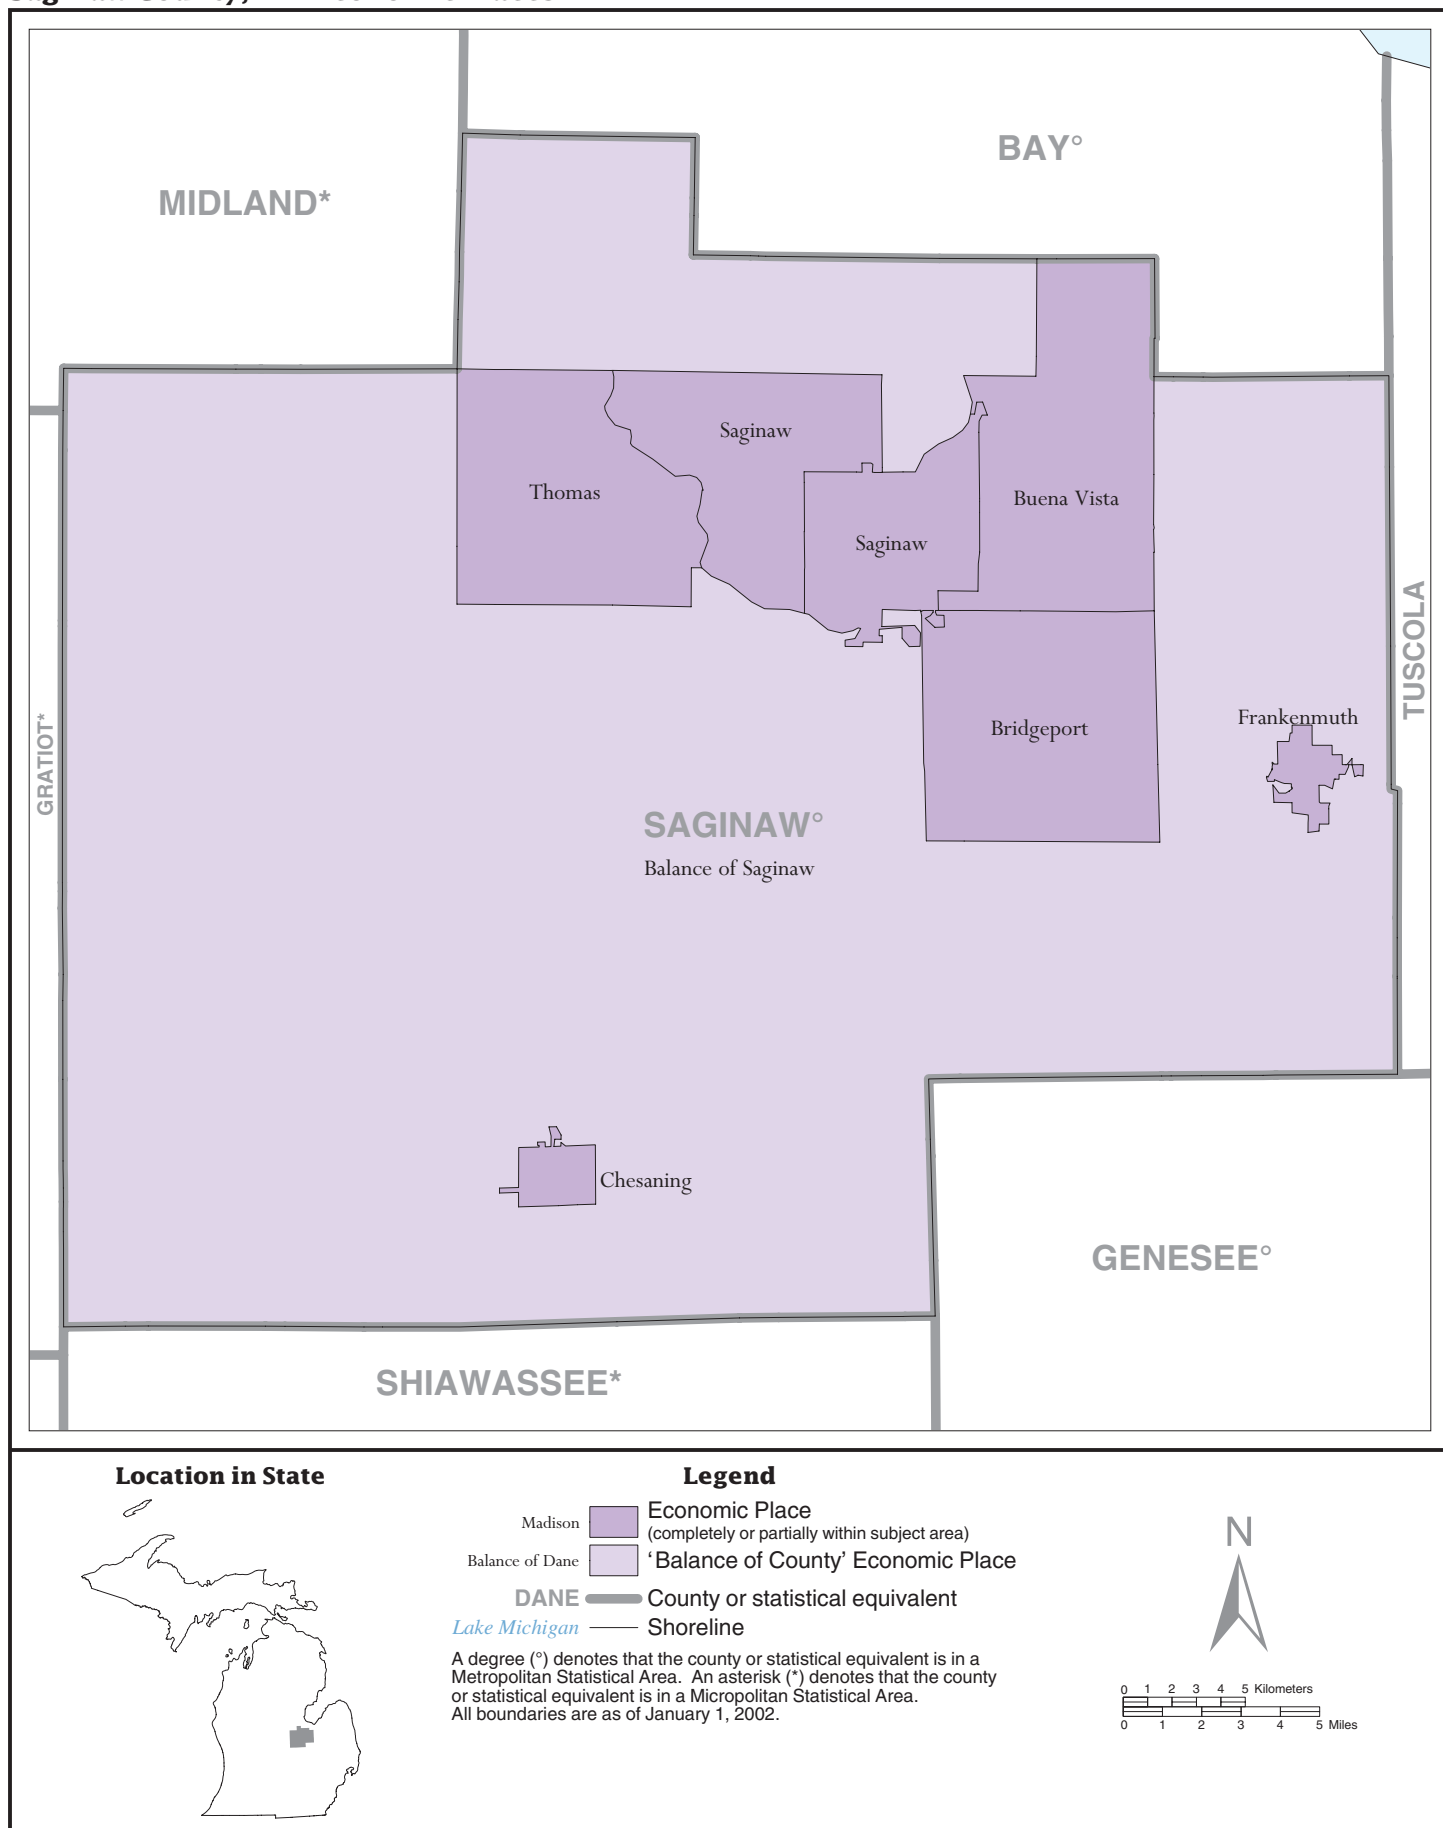 BAY°
MIDLAND*
Saginaw
Thomas
Buena Vista
Saginaw
TUSCOLA
Frankenmuth
Bridgeport
GRATIOT*
SAGINAW°
Balance of Saginaw
Chesaning
GENESEE°
SHIAWASSEE*
Location in State
Legend
Madison
Economic Place
(completely or partially within subject area)
Balance of Dane
‘Balance of County’ Economic Place
DANE
County or statistical equivalent
Lake Michigan
Shoreline
A degree (°) denotes that the county or statistical equivalent is in a
Metropolitan Statistical Area. An asterisk (*) denotes that the county
or statistical equivalent is in a Micropolitan Statistical Area.
All boundaries are as of January 1, 2002.
N
0 1 2 3 4 5 Kilometers
0 1 2 3 4 5 Miles